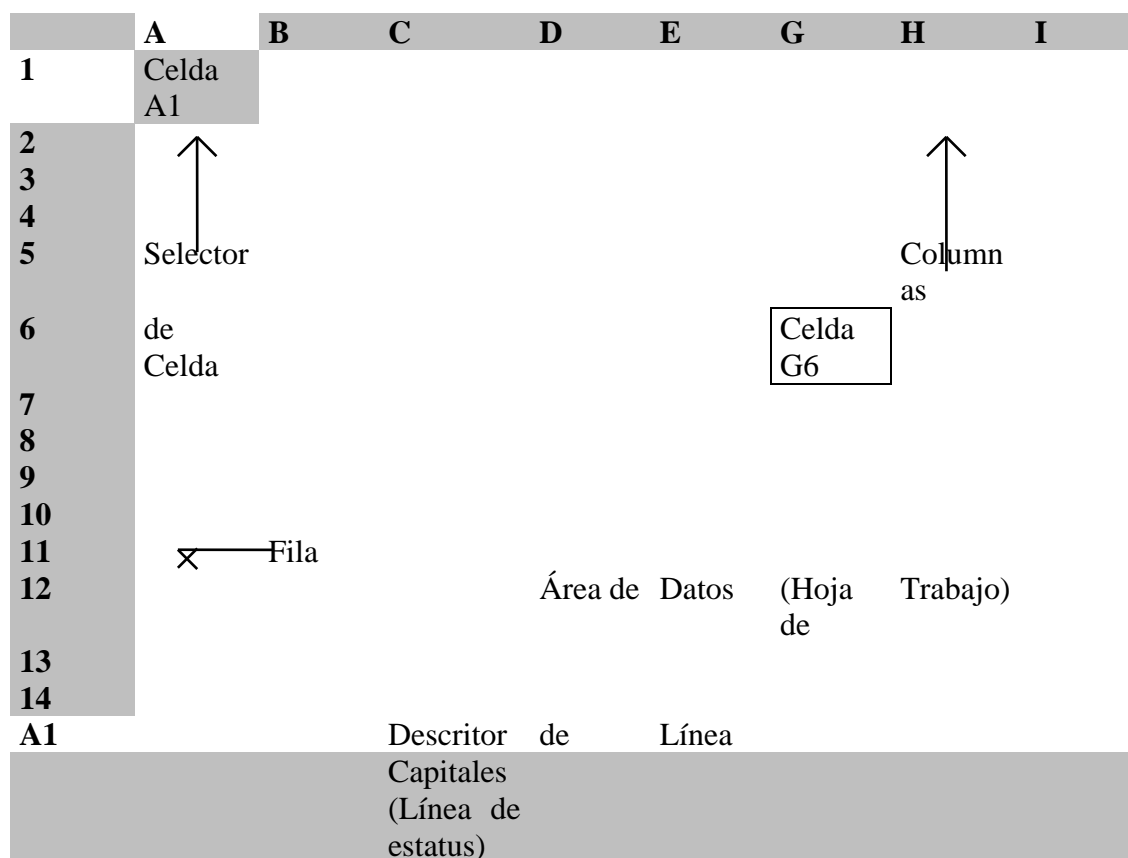 A B C D E G H I
1 Celda
A1
2
3
4
5 Selector Column
as
6 de Celda
Celda G6
7
8
9
10
11 Fila
12 Área de Datos (Hoja Trabajo)
de
13
14
A1 Descritor de Línea
Capitales
(Línea de
estatus)